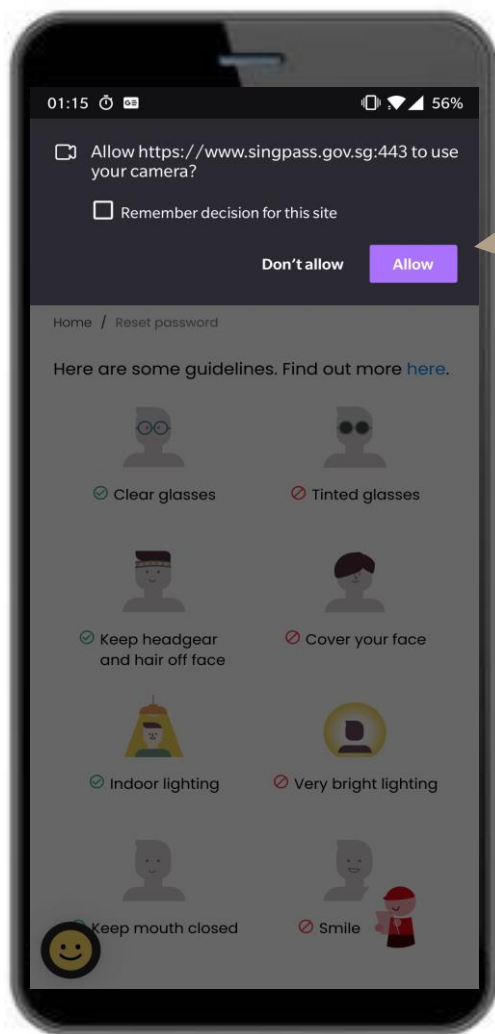 01:15 56%
Allow https://www.singpass.gov.sg:443 to use
your camera?
Remember decision for this site
Don't allow Allow
Home / Reset password
Here are some guidelines. Find out more here.
Clear glasses Tinted glasses
Keep headgear Cover your face
and hair off face
Indoor lighting Very bright lighting
Keep mouth closed Smile